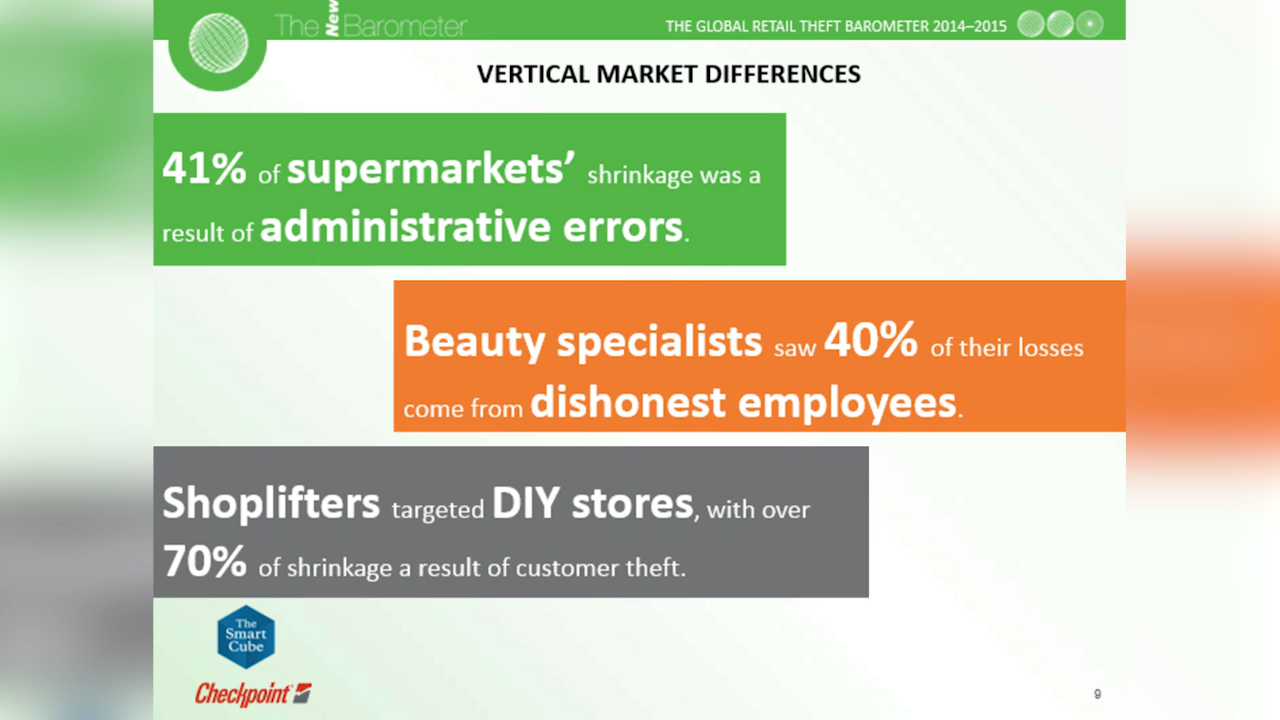 The New Barometer
THE GLOBAL RETAIL THEFT BAROMETER 2014–2015
VERTICAL MARKET DIFFERENCES
41% of supermarkets’ shrinkage was a
result of administrative errors.
Beauty specialists saw 40% of their losses
come from dishonest employees.
Shoplifters targeted DIY stores, with over
70% of shrinkage a result of customer theft.
The
Smart
Cube
Checkpoint
9